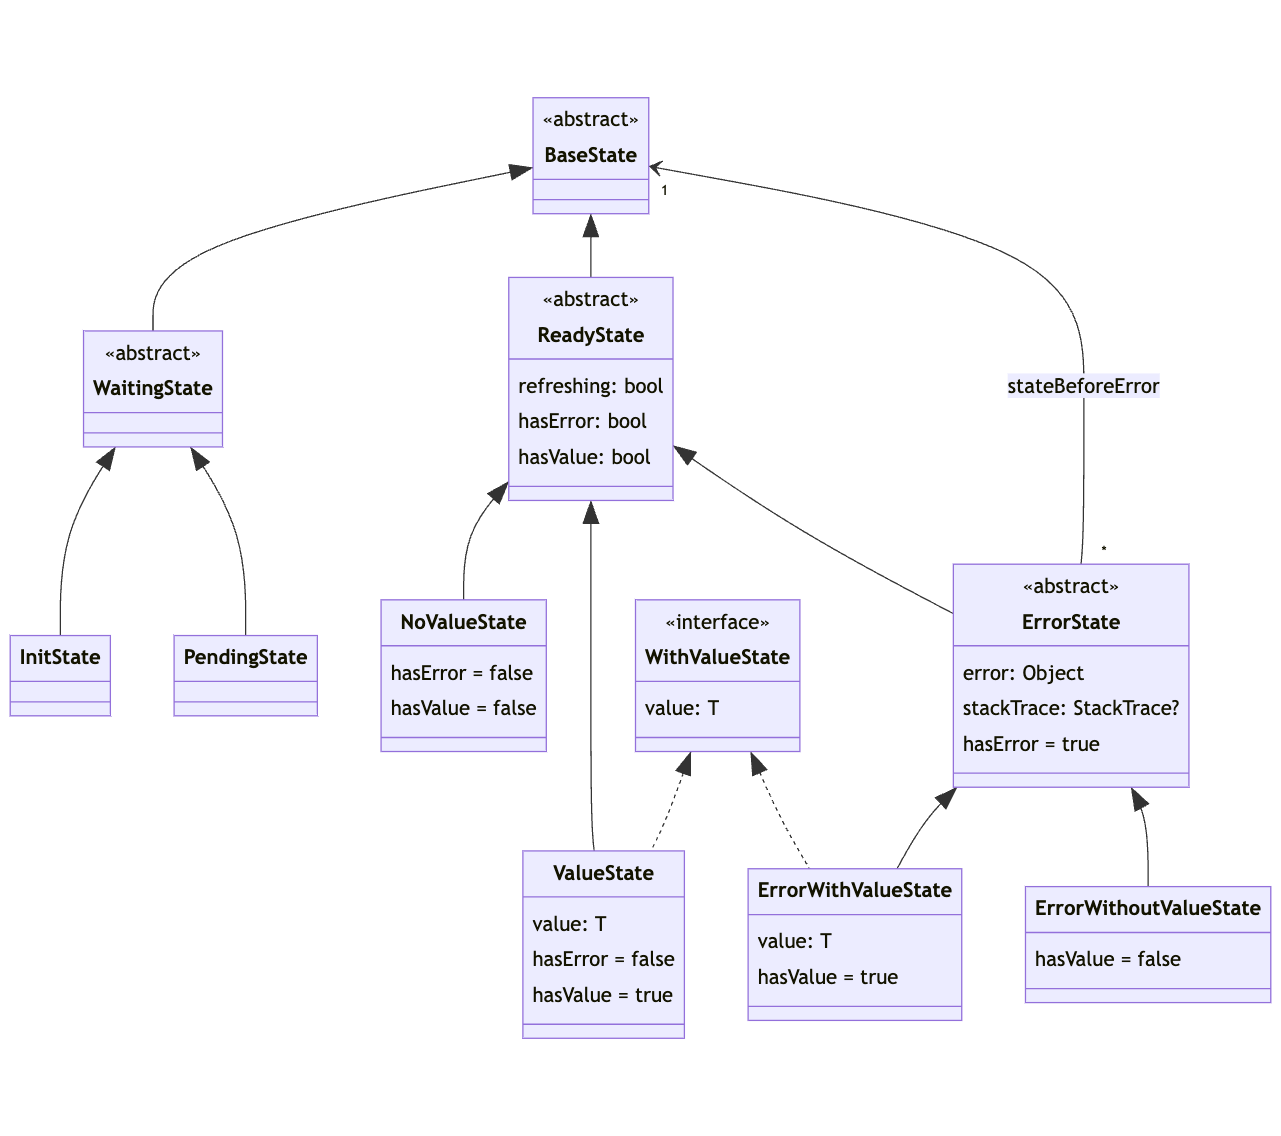 «abstract»
BaseState
1
«abstract»
ReadyState
refreshing: bool
hasError: bool
hasValue: bool
«abstract»
WaitingState
stateBeforeError
*
«abstract»
ErrorState
error: Object
stackTrace: StackTrace?
hasError = true
InitState
PendingState
NoValueState
hasError = false
hasValue = false
«interface»
WithValueState
value: T
ValueState
value: T
hasError = false
hasValue = true
ErrorWithValueState
value: T
hasValue = true
ErrorWithoutValueState
hasValue = false